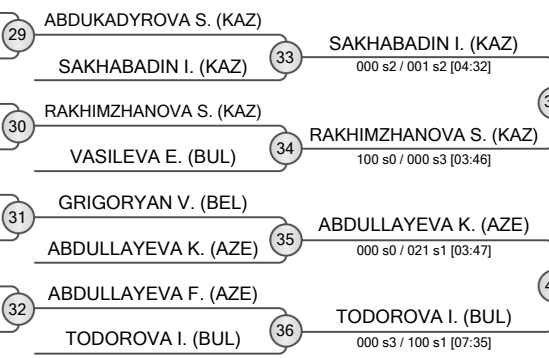 29
ABDUKADYROVA S. (KAZ)
SAKHABADIN I. (KAZ)
33
SAKHABADIN I. (KAZ)
000 s2 / 001 s2 [04:32]
30
RAKHIMZHANOVA S. (KAZ)
VASILEVA E. (BUL)
34
RAKHIMZHANOVA S. (KAZ)
100 s0 / 000 s3 [03:46]
31
GRIGORYAN V. (BEL)
ABDULLAYEVA K. (AZE)
35
ABDULLAYEVA K. (AZE)
000 s0 / 021 s1 [03:47]
32
ABDULLAYEVA F. (AZE)
TODOROVA I. (BUL)
36
TODOROVA I. (BUL)
000 s3 / 100 s1 [07:35]